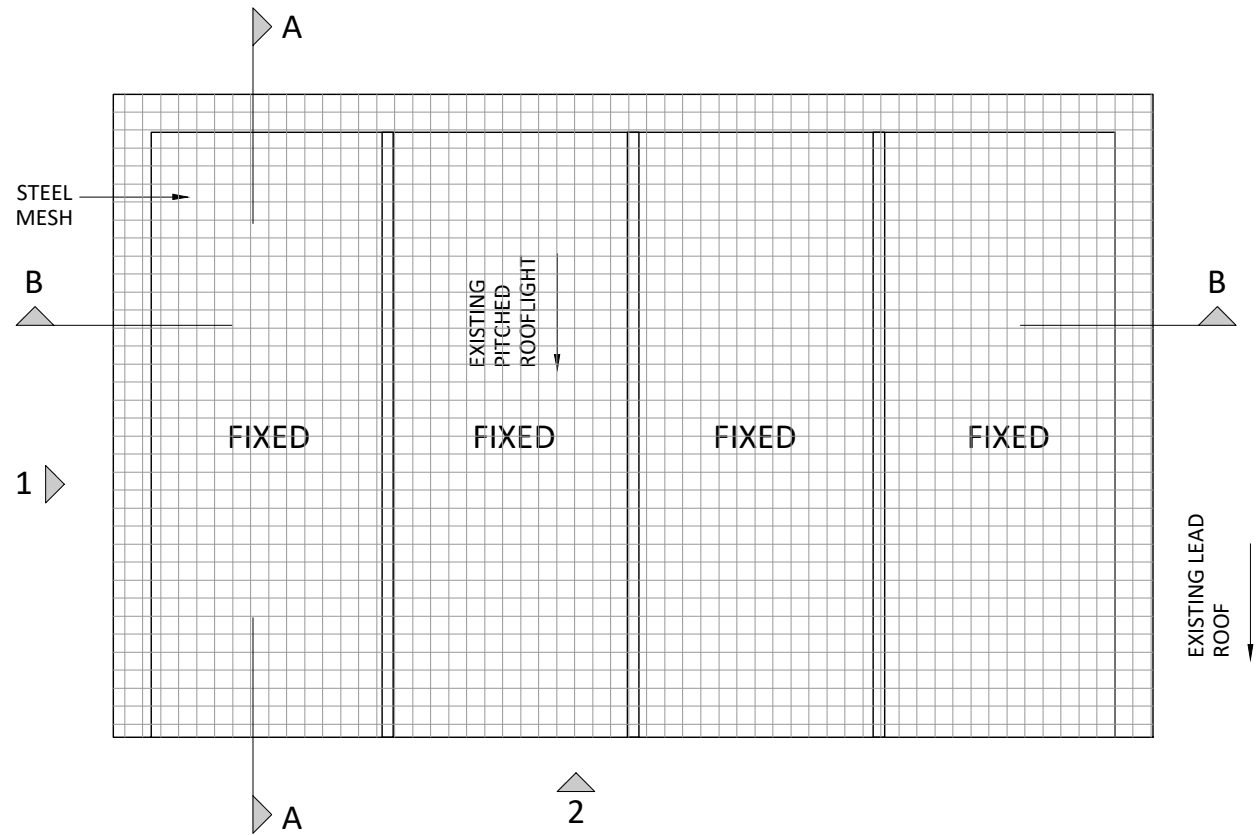 A
STEEL
MESH
B
B
EXISTING
PITCHED
ROOFLIGHT
FIXED
FIXED
FIXED
FIXED
1
EXISTING LEAD
ROOF
A
2